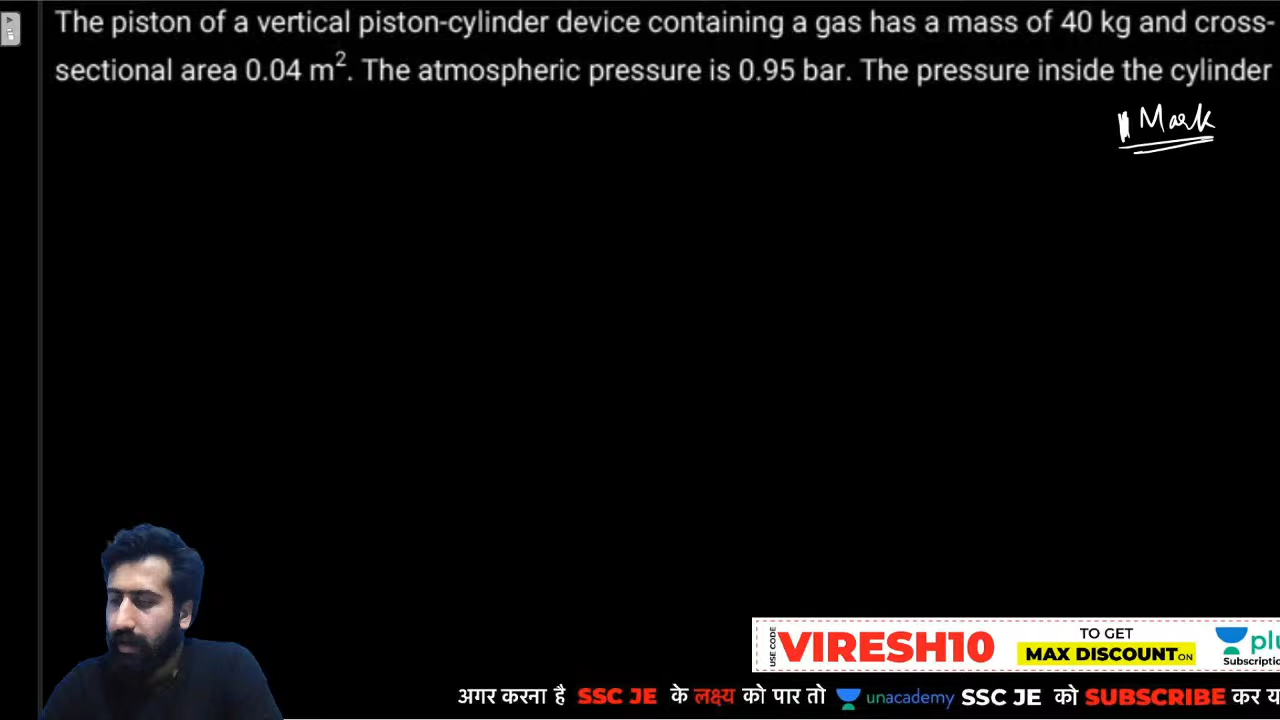 The piston of a vertical piston-cylinder device containing a gas has a mass of 40 kg and cross-
sectional area 0.04 m². The atmospheric pressure is 0.95 bar. The pressure inside the cylinder
1 Mark
USE CODE
VIRESH10
TO GET
MAX DISCOUNT ON
plu
Subscriptio
अगर करना है SSC JE के लक्ष्य को पार तो unacademy SSC JE को SUBSCRIBE कर य